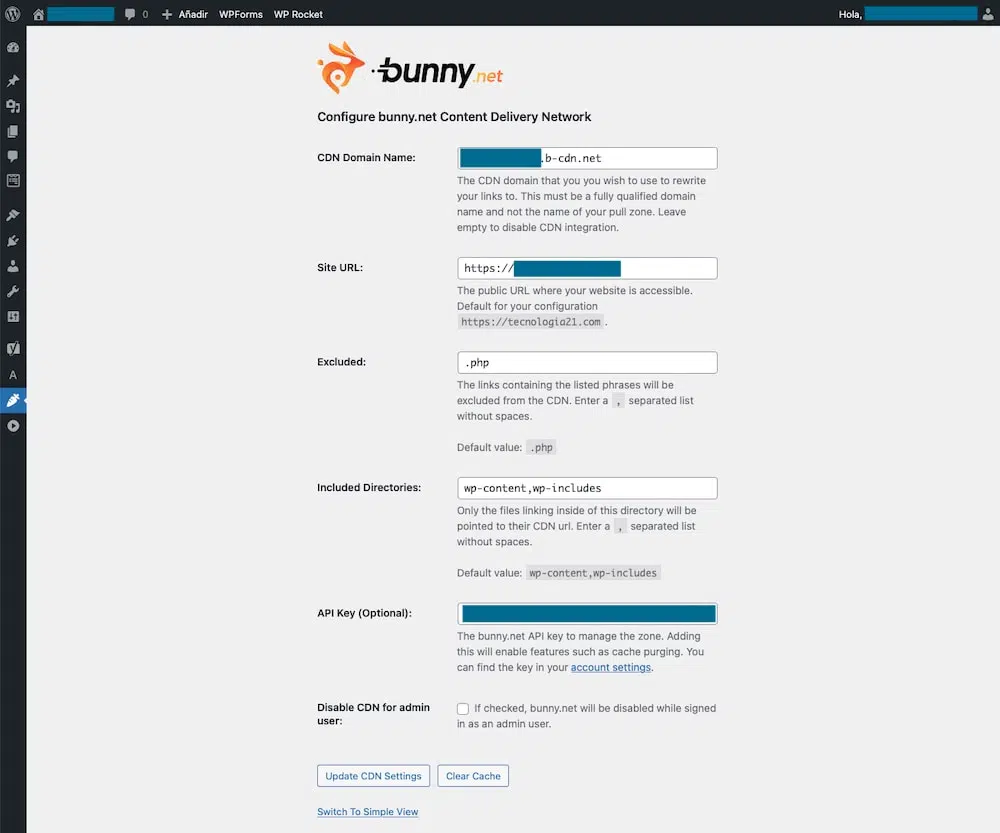 0 Añadir WPForms WP Rocket Hola,
bunny.net
Configure bunny.net Content Delivery Network
CDN Domain Name:
.b-cdn.net
The CDN domain that you you wish to use to rewrite
your links to. This must be a fully qualified domain
name and not the name of your pull zone. Leave
empty to disable CDN integration.
Site URL:
https://
The public URL where your website is accessible.
Default for your configuration
https://tecnologia21.com.
Excluded:
.php
The links containing the listed phrases will be
excluded from the CDN. Enter a , separated list
without spaces.
Default value: .php
Included Directories:
wp-content,wp-includes
Only the files linking inside of this directory will be
pointed to their CDN url. Enter a , separated list
without spaces.
Default value: wp-content,wp-includes
API Key (Optional):
The bunny.net API key to manage the zone. Adding
this will enable features such as cache purging. You
can find the key in your account settings.
Disable CDN for admin
user:
If checked, bunny.net will be disabled while signed
in as an admin user.
Update CDN Settings Clear Cache
Switch To Simple View